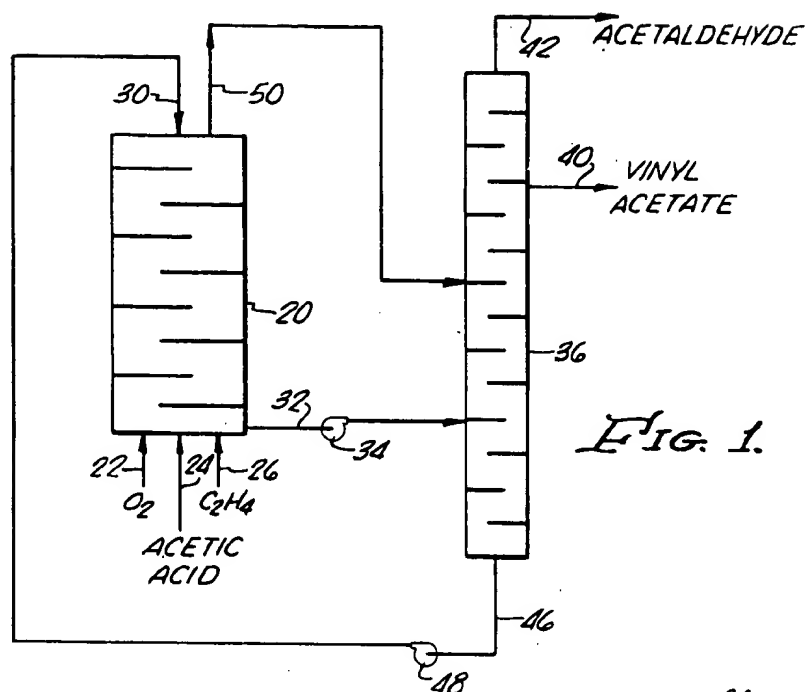 42
ACETALDEHYDE
30
50
40
VINYL
ACETATE
20
36
32
34
FIG. 1.
22
24
26
O2
C2H4
ACETIC
ACID
46
48